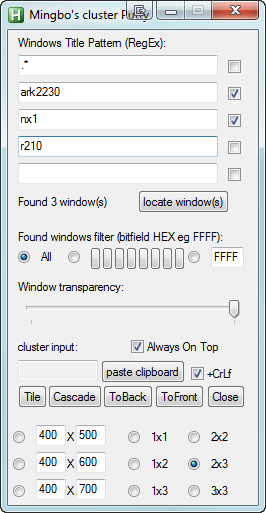 Mingbo's cluster Putty
Windows Title Pattern (RegEx):
.*
ark2230
nx1
r210
Found 3 window(s) locate window(s)
Found windows filter (bitfield HEX eg FFFF):
All FFFF
Window transparency:
cluster input: Always On Top
paste clipboard +CrLf
Tile Cascade ToBack ToFront Close
400 X 500 1x1 2x2
400 X 600 1x2 2x3
400 X 700 1x3 3x3